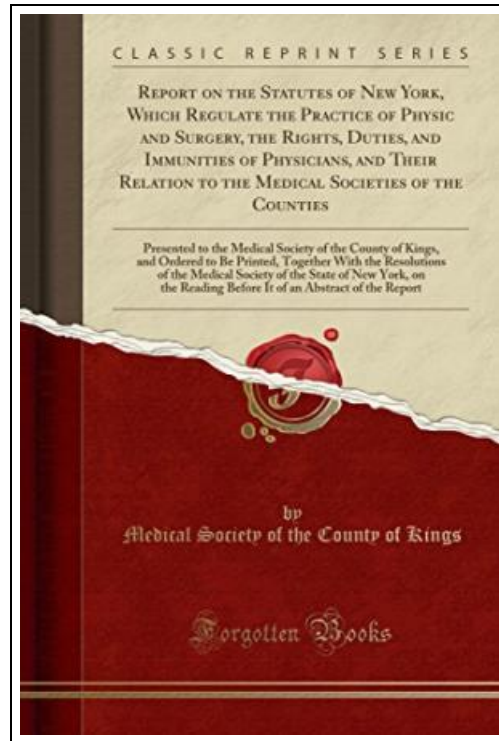 CLASSIC REPRINT SERIES
REPORT ON THE STATUTES OF NEW YORK,
WHICH REGULATE THE PRACTICE OF PHYSIC
AND SURGERY, THE RIGHTS, DUTIES, AND
IMMUNITIES OF PHYSICIANS, AND THEIR
RELATION TO THE MEDICAL SOCIETIES OF THE
COUNTIES
Presented to the Medical Society of the County of Kings,
and Ordered to Be Printed, Together With the Resolutions
of the Medical Society of the State of New York, on
the Reading Before It of an Abstract of the Report
by
Medical Society of the County of Kings
Forgotten Books